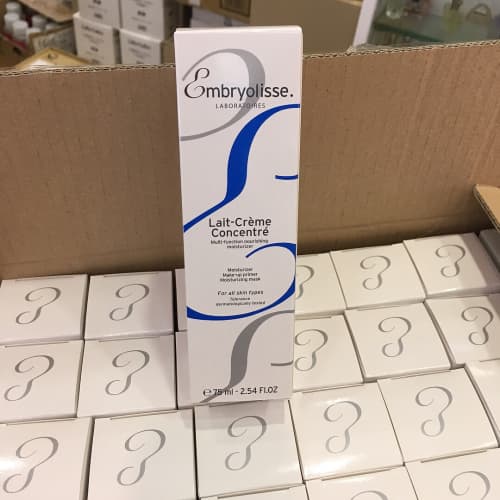 Embryolisse.
LABORATOIRES
Lait-Crème
Concentré
Multi-function nourishing
moisturizer
Moisturizer
Make-up primer
Moisturizing mask
For all skin types
Tolerance
dermatologically tested
℮ 75 ml - 2.54 FL.OZ